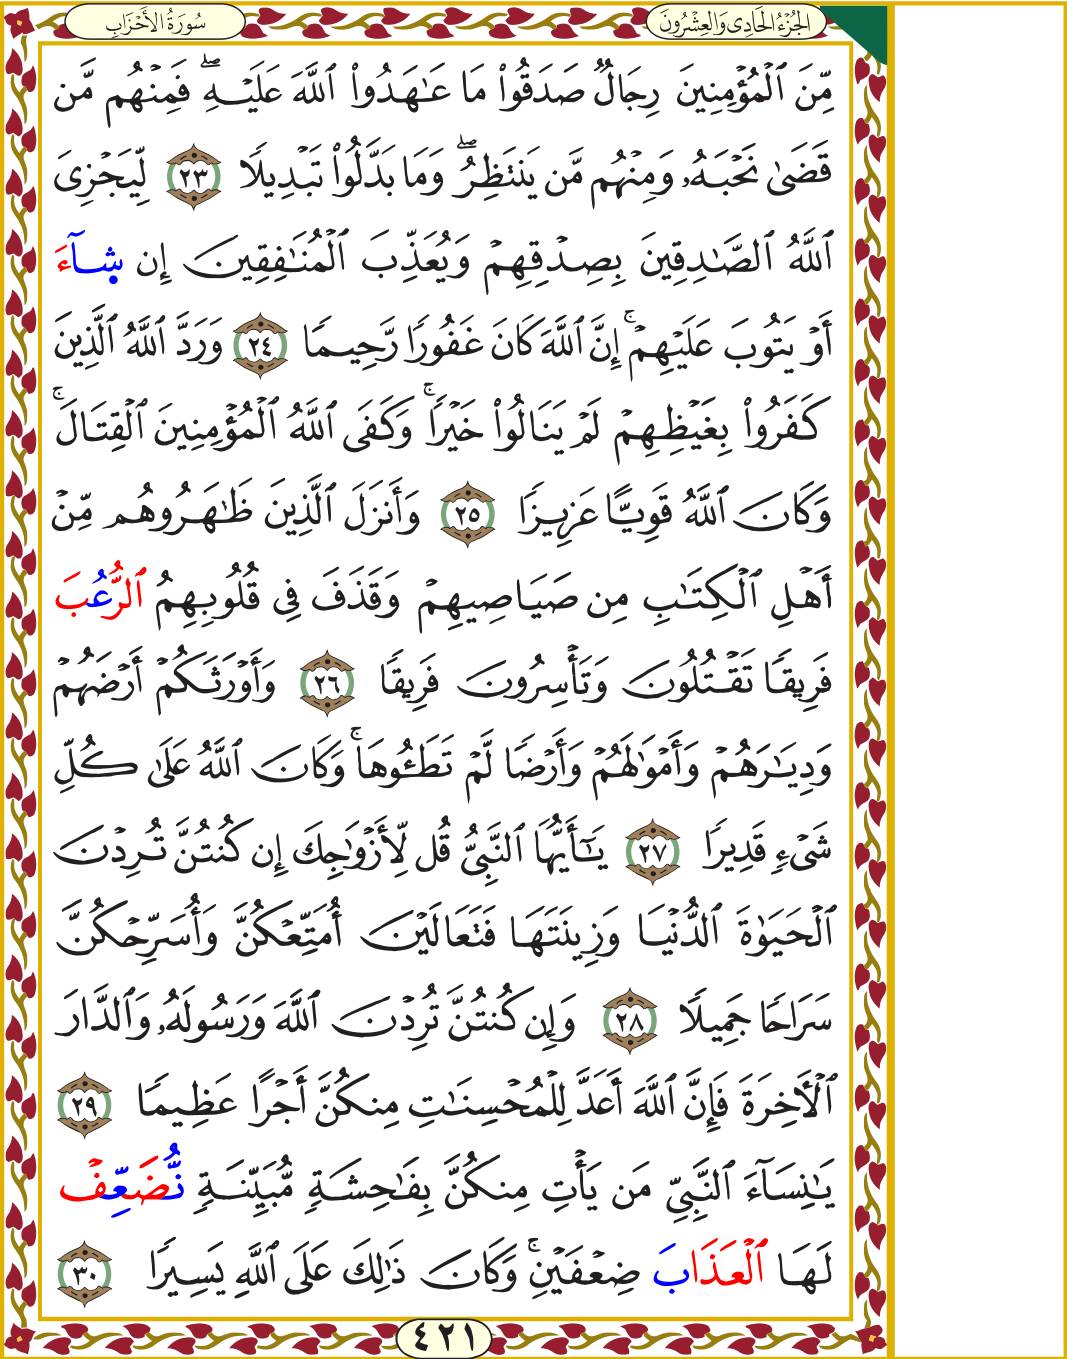 سُورَةُ الأَحْزَابِ
الجُزْءُ الحَادِى وَالعِشْرُونَ
مِّنَ ٱلْمُؤْمِنِينَ رِجَالٌ صَدَقُوا۟ مَا عَـٰهَدُوا۟ ٱللَّهَ عَلَيْهِ ۖ فَمِنْهُم مَّن
قَضَىٰ نَحْبَهُۥ وَمِنْهُم مَّن يَنتَظِرُ ۖ وَمَا بَدَّلُوا۟ تَبْدِيلًا ٢٣ لِّيَجْزِىَ
ٱللَّهُ ٱلصَّـٰدِقِينَ بِصِدْقِهِمْ وَيُعَذِّبَ ٱلْمُنَـٰفِقِينَ إِن شَآءَ
أَوْ يَتُوبَ عَلَيْهِمْ ۚ إِنَّ ٱللَّهَ كَانَ غَفُورًا رَّحِيمًا ٢٤ وَرَدَّ ٱللَّهُ ٱلَّذِينَ
كَفَرُوا۟ بِغَيْظِهِمْ لَمْ يَنَالُوا۟ خَيْرًا ۚ وَكَفَى ٱللَّهُ ٱلْمُؤْمِنِينَ ٱلْقِتَالَ ۚ
وَكَانَ ٱللَّهُ قَوِيًّا عَزِيزًا ٢٥ وَأَنزَلَ ٱلَّذِينَ ظَـٰهَرُوهُم مِّنْ
أَهْلِ ٱلْكِتَـٰبِ مِن صَيَاصِيهِمْ وَقَذَفَ فِى قُلُوبِهِمُ ٱلرُّعُبَ
فَرِيقًا تَقْتُلُونَ وَتَأْسِرُونَ فَرِيقًا ٢٦ وَأَوْرَثَكُمْ أَرْضَهُمْ
وَدِيَـٰرَهُمْ وَأَمْوَٰلَهُمْ وَأَرْضًا لَّمْ تَطَـُٔوهَا ۚ وَكَانَ ٱللَّهُ عَلَىٰ كُلِّ
شَىْءٍ قَدِيرًا ٢٧ يَـٰٓأَيُّهَا ٱلنَّبِىُّ قُل لِّأَزْوَٰجِكَ إِن كُنتُنَّ تُرِدْنَ
ٱلْحَيَوٰةَ ٱلدُّنْيَا وَزِينَتَهَا فَتَعَالَيْنَ أُمَتِّعْكُنَّ وَأُسَرِّحْكُنَّ
سَرَاحًا جَمِيلًا ٢٨ وَإِن كُنتُنَّ تُرِدْنَ ٱللَّهَ وَرَسُولَهُۥ وَٱلدَّارَ
ٱلْـَٔاخِرَةَ فَإِنَّ ٱللَّهَ أَعَدَّ لِلْمُحْسِنَـٰتِ مِنكُنَّ أَجْرًا عَظِيمًا ٢٩
يَـٰنِسَآءَ ٱلنَّبِىِّ مَن يَأْتِ مِنكُنَّ بِفَـٰحِشَةٍ مُّبَيِّنَةٍ نُّضَعِّفْ
لَهَا ٱلْعَذَابَ ضِعْفَيْنِ ۚ وَكَانَ ذَٰلِكَ عَلَى ٱللَّهِ يَسِيرًا ٣٠
٤٢١